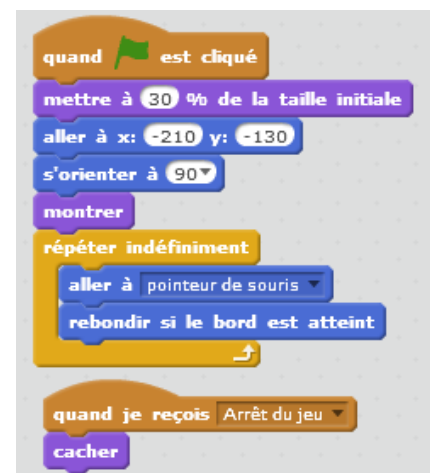 quand est cliqué
mettre à 30 % de la taille initiale
aller à x: -210 y: -130
s'orienter à 90
montrer
répéter indéfiniment
aller à pointeur de souris
rebondir si le bord est atteint
quand je reçois Arrêt du jeu
cacher